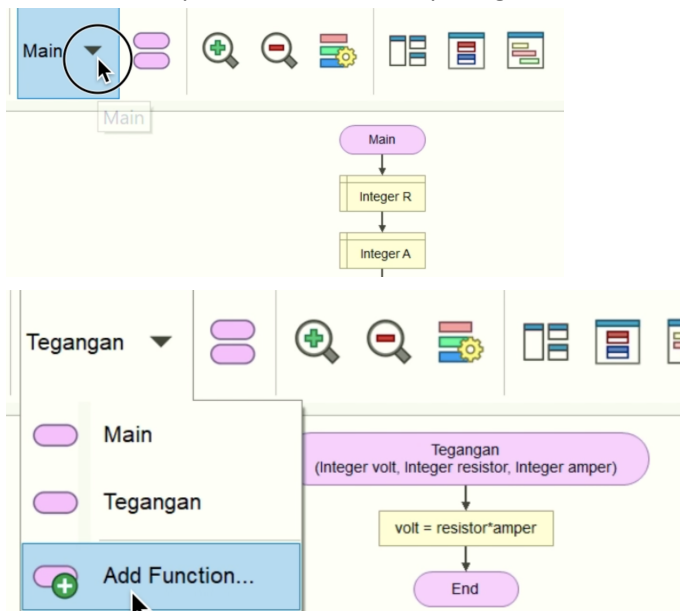 Main
Main
Main
Integer R
Integer A
Tegangan
Main
Tegangan
Add Function...
Tegangan
(Integer volt, Integer resistor, Integer amper)
volt = resistor*amper
End